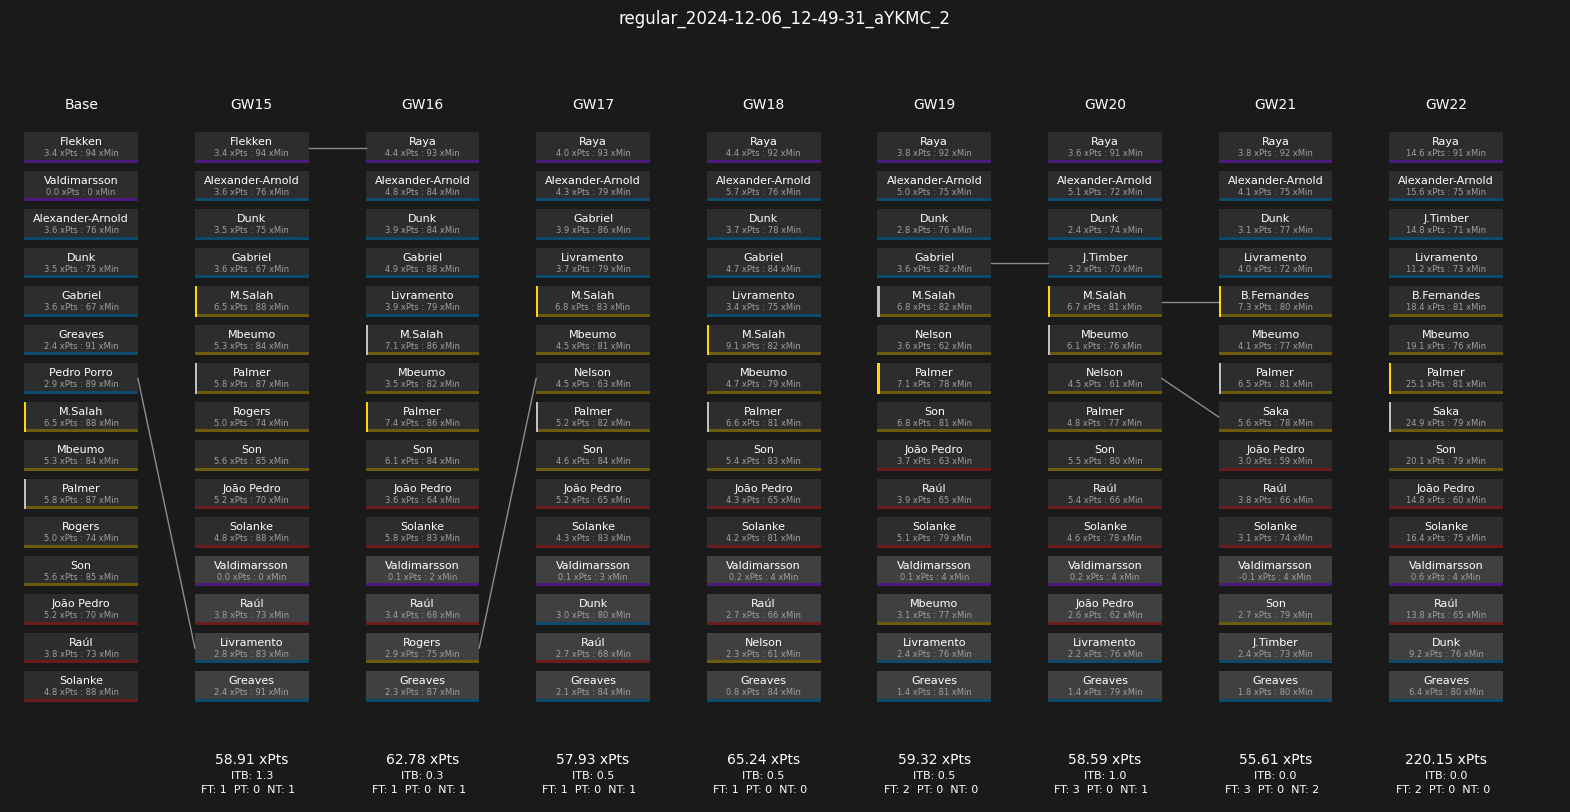 regular_2024-12-06_12-49-31_aYKMC_2
Base
Flekken
3.4 xPts : 94 xMin
Valdimarsson
0.0 xPts : 0 xMin
Alexander-Arnold
3.6 xPts : 76 xMin
Dunk
3.5 xPts : 75 xMin
Gabriel
3.6 xPts : 67 xMin
Greaves
2.4 xPts : 91 xMin
Pedro Porro
2.9 xPts : 89 xMin
M.Salah
6.5 xPts : 88 xMin
Mbeumo
5.3 xPts : 84 xMin
Palmer
5.8 xPts : 87 xMin
Rogers
5.0 xPts : 74 xMin
Son
5.6 xPts : 85 xMin
João Pedro
5.2 xPts : 70 xMin
Raúl
3.8 xPts : 73 xMin
Solanke
4.8 xPts : 88 xMin
GW15
Flekken
3.4 xPts : 94 xMin
Alexander-Arnold
3.6 xPts : 76 xMin
Dunk
3.5 xPts : 75 xMin
Gabriel
3.6 xPts : 67 xMin
M.Salah
6.5 xPts : 88 xMin
Mbeumo
5.3 xPts : 84 xMin
Palmer
5.8 xPts : 87 xMin
Rogers
5.0 xPts : 74 xMin
Son
5.6 xPts : 85 xMin
João Pedro
5.2 xPts : 70 xMin
Solanke
4.8 xPts : 88 xMin
Valdimarsson
0.0 xPts : 0 xMin
Raúl
3.8 xPts : 73 xMin
Livramento
2.8 xPts : 83 xMin
Greaves
2.4 xPts : 91 xMin
58.91 xPts
ITB: 1.3
FT: 1 PT: 0 NT: 1
GW16
Raya
4.4 xPts : 93 xMin
Alexander-Arnold
4.8 xPts : 84 xMin
Dunk
3.9 xPts : 84 xMin
Gabriel
4.9 xPts : 88 xMin
Livramento
3.9 xPts : 79 xMin
M.Salah
7.1 xPts : 86 xMin
Mbeumo
3.5 xPts : 82 xMin
Palmer
7.4 xPts : 86 xMin
Son
6.1 xPts : 84 xMin
João Pedro
3.6 xPts : 64 xMin
Solanke
5.8 xPts : 83 xMin
Valdimarsson
0.1 xPts : 2 xMin
Raúl
3.4 xPts : 68 xMin
Rogers
2.9 xPts : 75 xMin
Greaves
2.3 xPts : 87 xMin
62.78 xPts
ITB: 0.3
FT: 1 PT: 0 NT: 1
GW17
Raya
4.0 xPts : 93 xMin
Alexander-Arnold
4.3 xPts : 79 xMin
Gabriel
3.9 xPts : 86 xMin
Livramento
3.7 xPts : 79 xMin
M.Salah
6.8 xPts : 83 xMin
Mbeumo
4.5 xPts : 81 xMin
Nelson
4.5 xPts : 63 xMin
Palmer
5.2 xPts : 82 xMin
Son
4.6 xPts : 84 xMin
João Pedro
5.2 xPts : 65 xMin
Solanke
4.3 xPts : 83 xMin
Valdimarsson
0.1 xPts : 3 xMin
Dunk
3.0 xPts : 80 xMin
Raúl
2.7 xPts : 68 xMin
Greaves
2.1 xPts : 84 xMin
57.93 xPts
ITB: 0.5
FT: 1 PT: 0 NT: 1
GW18
Raya
4.4 xPts : 92 xMin
Alexander-Arnold
5.7 xPts : 76 xMin
Dunk
3.7 xPts : 78 xMin
Gabriel
4.7 xPts : 84 xMin
Livramento
3.4 xPts : 75 xMin
M.Salah
9.1 xPts : 82 xMin
Mbeumo
4.7 xPts : 79 xMin
Palmer
6.6 xPts : 81 xMin
Son
5.4 xPts : 83 xMin
João Pedro
4.3 xPts : 65 xMin
Solanke
4.2 xPts : 81 xMin
Valdimarsson
0.2 xPts : 4 xMin
Raúl
2.7 xPts : 66 xMin
Nelson
2.3 xPts : 61 xMin
Greaves
0.8 xPts : 84 xMin
65.24 xPts
ITB: 0.5
FT: 1 PT: 0 NT: 0
GW19
Raya
3.8 xPts : 92 xMin
Alexander-Arnold
5.0 xPts : 75 xMin
Dunk
2.8 xPts : 76 xMin
Gabriel
3.6 xPts : 82 xMin
M.Salah
6.8 xPts : 82 xMin
Nelson
3.6 xPts : 62 xMin
Palmer
7.1 xPts : 78 xMin
Son
6.8 xPts : 81 xMin
João Pedro
3.7 xPts : 63 xMin
Raúl
3.9 xPts : 65 xMin
Solanke
5.1 xPts : 79 xMin
Valdimarsson
0.1 xPts : 4 xMin
Mbeumo
3.1 xPts : 77 xMin
Livramento
2.4 xPts : 76 xMin
Greaves
1.4 xPts : 81 xMin
59.32 xPts
ITB: 0.5
FT: 2 PT: 0 NT: 0
GW20
Raya
3.6 xPts : 91 xMin
Alexander-Arnold
5.1 xPts : 72 xMin
Dunk
2.4 xPts : 74 xMin
J.Timber
3.2 xPts : 70 xMin
M.Salah
6.7 xPts : 81 xMin
Mbeumo
6.1 xPts : 76 xMin
Nelson
4.5 xPts : 61 xMin
Palmer
4.8 xPts : 77 xMin
Son
5.5 xPts : 80 xMin
Raúl
5.4 xPts : 66 xMin
Solanke
4.6 xPts : 78 xMin
Valdimarsson
0.2 xPts : 4 xMin
João Pedro
2.6 xPts : 62 xMin
Livramento
2.2 xPts : 76 xMin
Greaves
1.4 xPts : 79 xMin
58.59 xPts
ITB: 1.0
FT: 3 PT: 0 NT: 1
GW21
Raya
3.8 xPts : 92 xMin
Alexander-Arnold
4.1 xPts : 75 xMin
Dunk
3.1 xPts : 77 xMin
Livramento
4.0 xPts : 72 xMin
B.Fernandes
7.3 xPts : 80 xMin
Mbeumo
4.1 xPts : 77 xMin
Palmer
6.5 xPts : 81 xMin
Saka
5.6 xPts : 78 xMin
João Pedro
3.0 xPts : 59 xMin
Raúl
3.8 xPts : 66 xMin
Solanke
3.1 xPts : 74 xMin
Valdimarsson
-0.1 xPts : 4 xMin
Son
2.7 xPts : 79 xMin
J.Timber
2.4 xPts : 73 xMin
Greaves
1.8 xPts : 80 xMin
55.61 xPts
ITB: 0.0
FT: 3 PT: 0 NT: 2
GW22
Raya
14.6 xPts : 91 xMin
Alexander-Arnold
15.6 xPts : 75 xMin
J.Timber
14.8 xPts : 71 xMin
Livramento
11.2 xPts : 73 xMin
B.Fernandes
18.4 xPts : 81 xMin
Mbeumo
19.1 xPts : 76 xMin
Palmer
25.1 xPts : 81 xMin
Saka
24.9 xPts : 79 xMin
Son
20.1 xPts : 79 xMin
João Pedro
14.8 xPts : 60 xMin
Solanke
16.4 xPts : 75 xMin
Valdimarsson
0.6 xPts : 4 xMin
Raúl
13.8 xPts : 65 xMin
Dunk
9.2 xPts : 76 xMin
Greaves
6.4 xPts : 80 xMin
220.15 xPts
ITB: 0.0
FT: 2 PT: 0 NT: 0